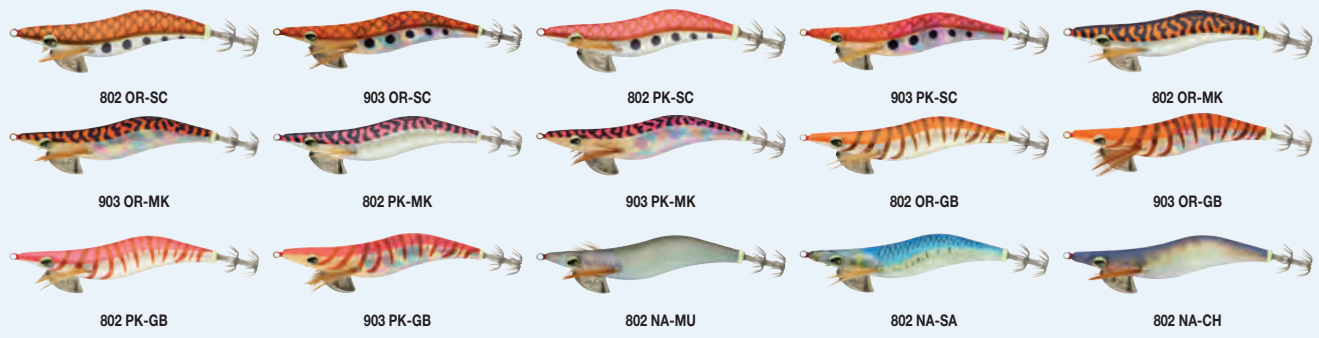 802 OR-SC
903 OR-SC
802 PK-SC
903 PK-SC
802 OR-MK
903 OR-MK
802 PK-MK
903 PK-MK
802 OR-GB
903 OR-GB
802 PK-GB
903 PK-GB
802 NA-MU
802 NA-SA
802 NA-CH